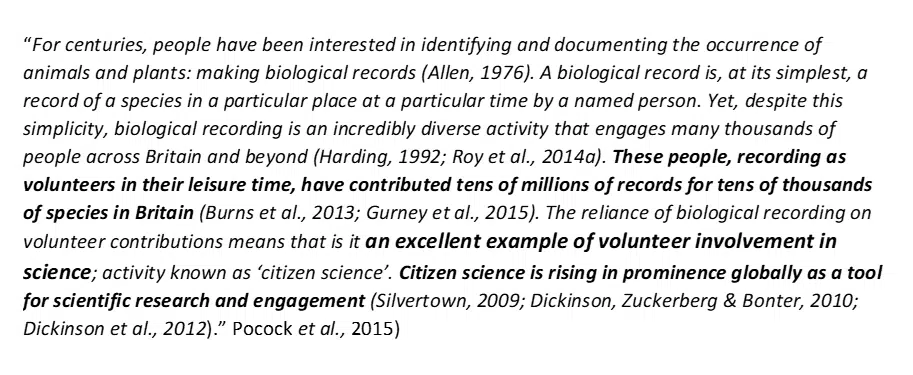 “For centuries, people have been interested in identifying and documenting the occurrence of
animals and plants: making biological records (Allen, 1976). A biological record is, at its simplest, a
record of a species in a particular place at a particular time by a named person. Yet, despite this
simplicity, biological recording is an incredibly diverse activity that engages many thousands of
people across Britain and beyond (Harding, 1992; Roy et al., 2014a). These people, recording as
volunteers in their leisure time, have contributed tens of millions of records for tens of thousands
of species in Britain (Burns et al., 2013; Gurney et al., 2015). The reliance of biological recording on
volunteer contributions means that is it an excellent example of volunteer involvement in
science; activity known as ‘citizen science’. Citizen science is rising in prominence globally as a tool
for scientific research and engagement (Silvertown, 2009; Dickinson, Zuckerberg & Bonter, 2010;
Dickinson et al., 2012).” Pocock et al., 2015)